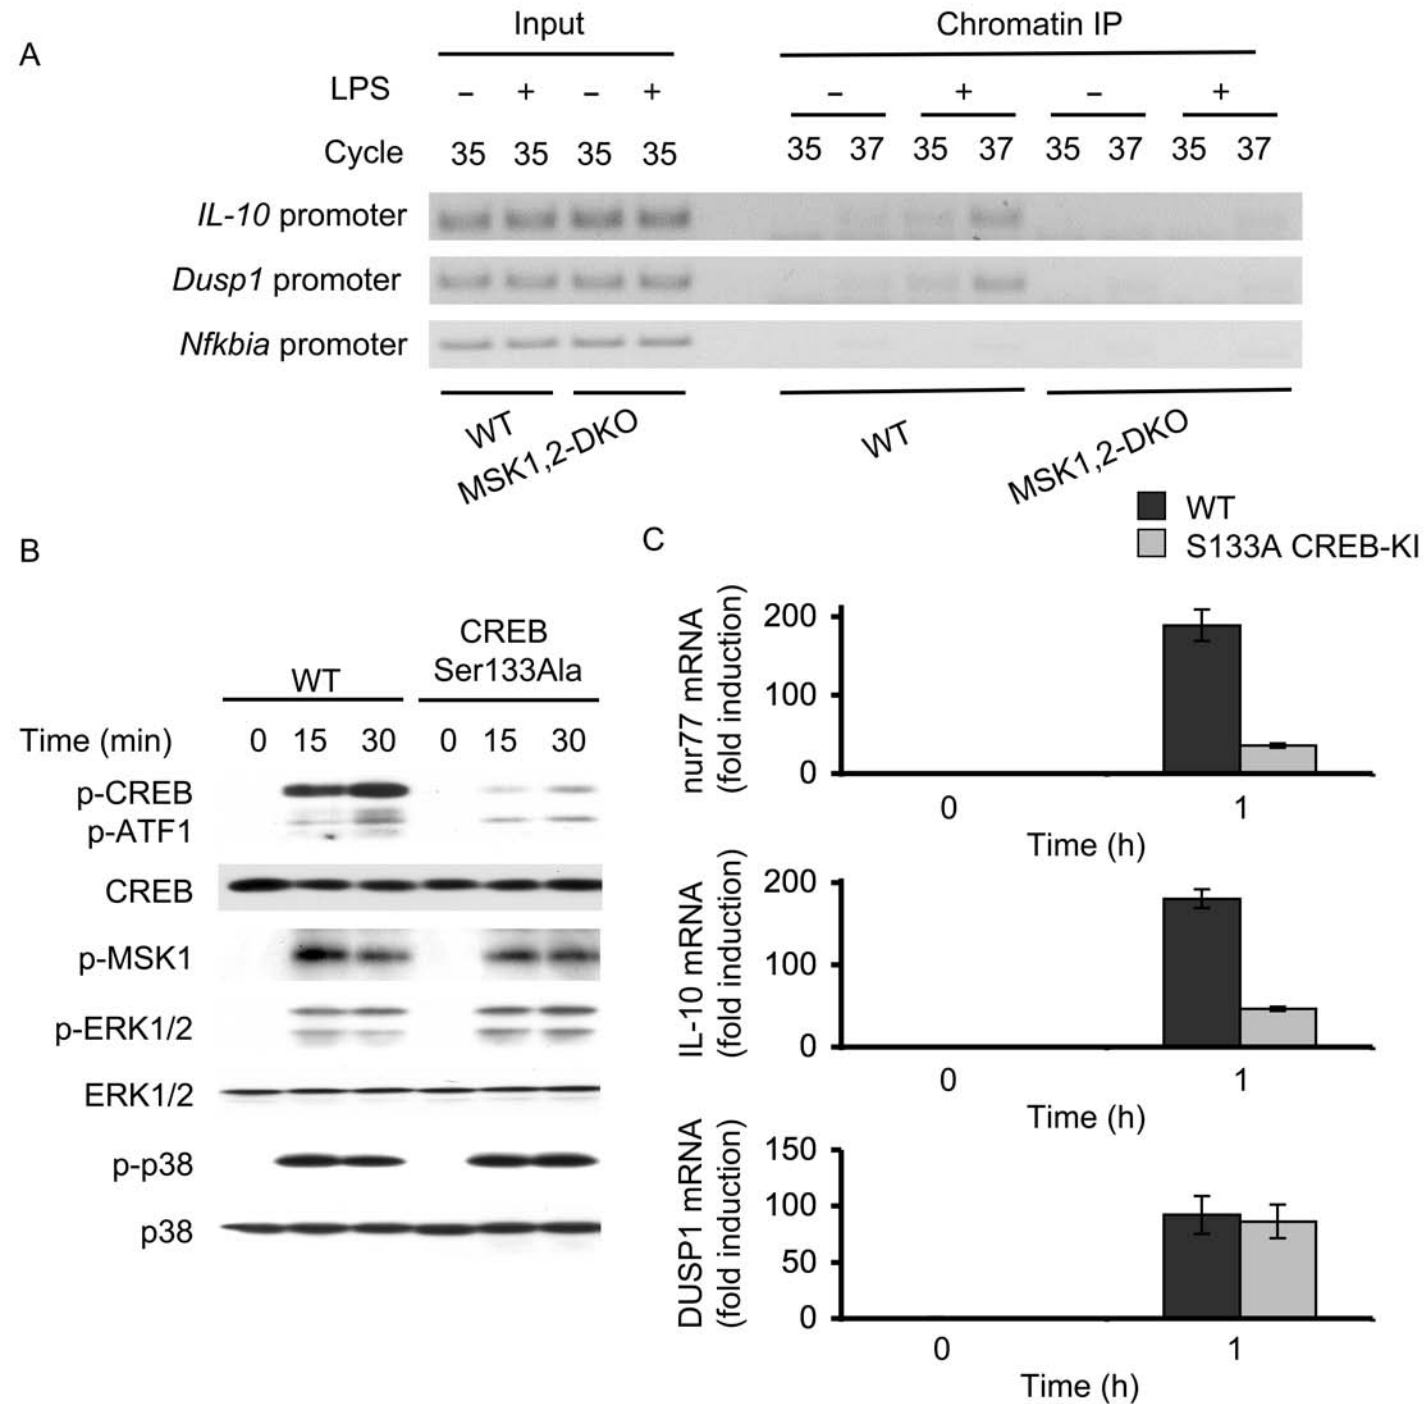 A
Input
Chromatin IP
LPS – + – + – + – +
Cycle 35 35 35 35 35 37 35 37 35 37 35 37
IL-10 promoter
Dusp1 promoter
Nfkbia promoter
WT
MSK1,2-DKO
WT
MSK1,2-DKO
B
WT
CREB
Ser133Ala
Time (min) 0 15 30 0 15 30
p-CREB
p-ATF1
CREB
p-MSK1
p-ERK1/2
ERK1/2
p-p38
p38
C
WT
S133A CREB-KI
nur77 mRNA
(fold induction)
200
100
0
0 1
Time (h)
IL-10 mRNA
(fold induction)
200
100
0
0 1
Time (h)
DUSP1 mRNA
(fold induction)
150
100
50
0
0 1
Time (h)